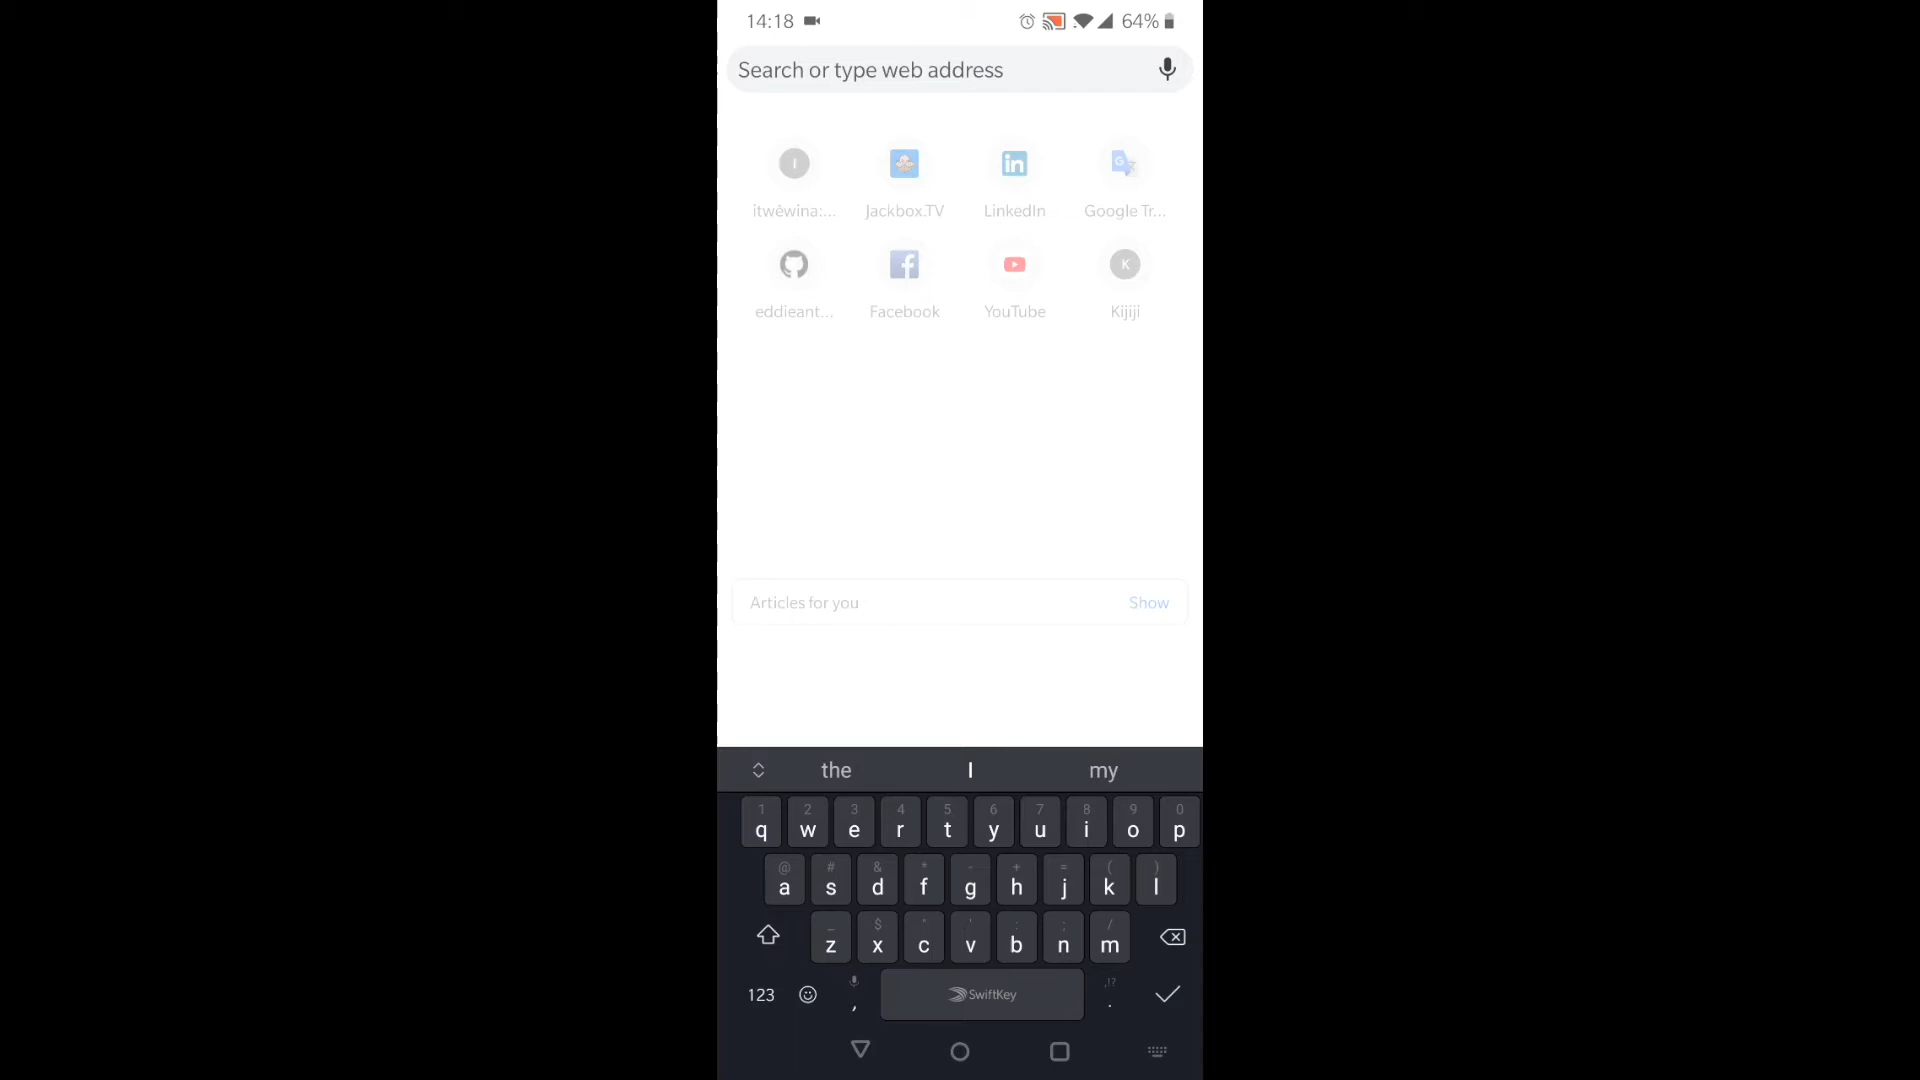 14:18 64%
Search or type web address
itwêwina:... Jackbox.TV LinkedIn Google Tr...
eddieant... Facebook YouTube Kijiji
Articles for you Show
the I my
1 2 3 4 5 6 7 8 9 0
q w e r t y u i o p
@ # & * - + = ( )
a s d f g h j k l
_ $ " ' : ; /
z x c v b n m
,!?
123 , SwiftKey .